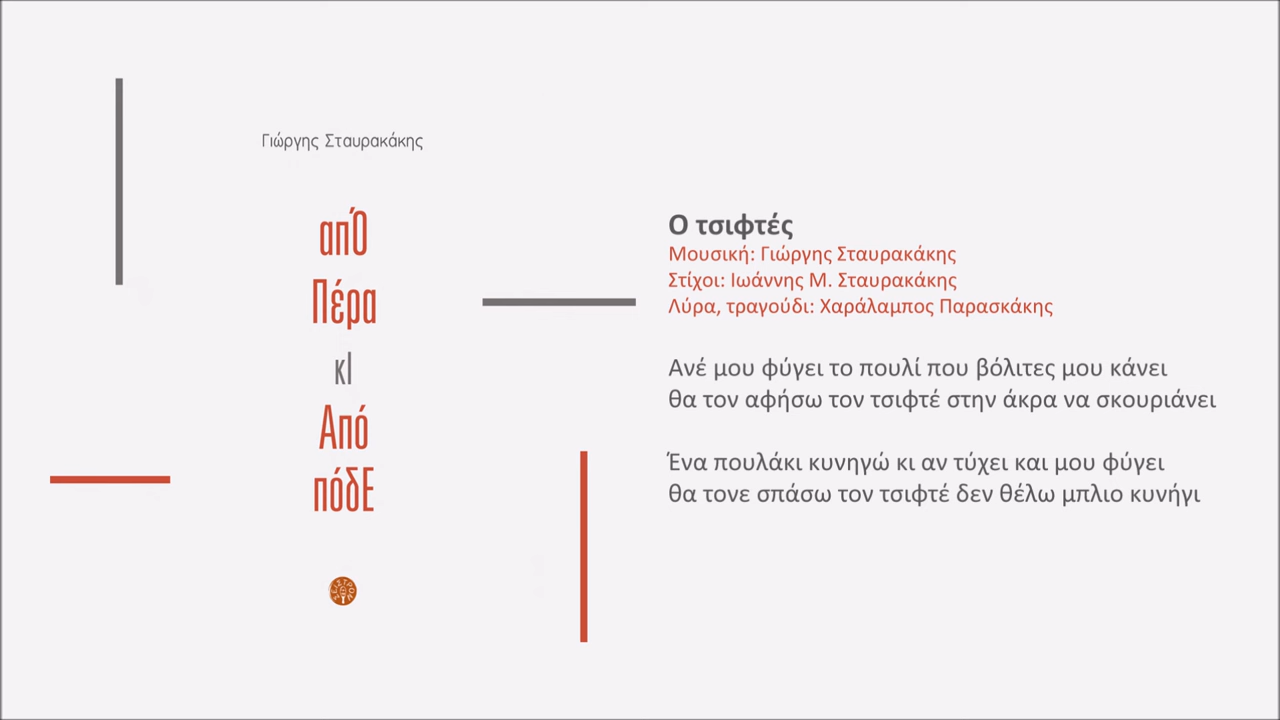 Γιώργης Σταυρακάκης
απΌ
Πέρα
κΙ
Από
πόδΕ
Ο τσιφτές
Μουσική: Γιώργης Σταυρακάκης
Στίχοι: Ιωάννης Μ. Σταυρακάκης
Λύρα, τραγούδι: Χαράλαμπος Παρασκάκης
Ανέ μου φύγει το πουλί που βόλιτες μου κάνει
θα τον αφήσω τον τσιφτέ στην άκρα να σκουριάνει
Ένα πουλάκι κυνηγώ κι αν τύχει και μου φύγει
θα τονε σπάσω τον τσιφτέ δεν θέλω μπλιο κυνήγι